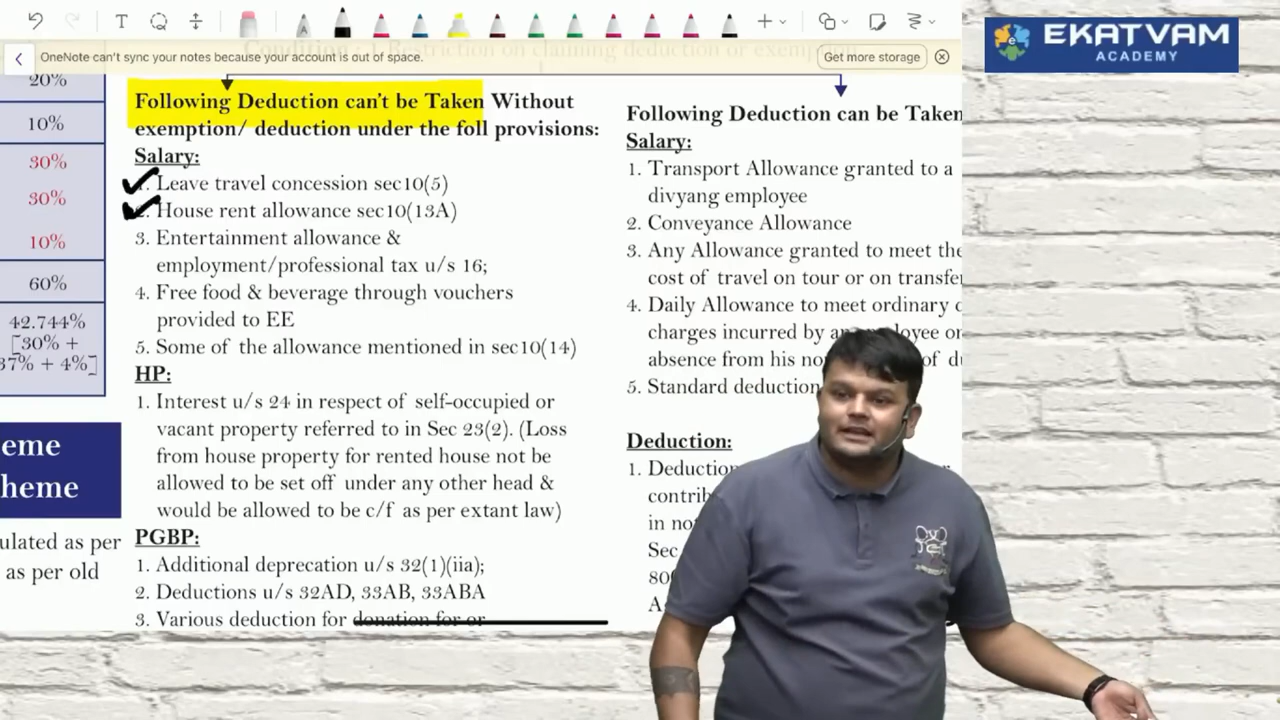 EKATVAM
ACADEMY
OneNote can't sync your notes because your account is out of space.
Get more storage
20%
10%
30%
30%
10%
60%
42.744%
[30% +
37% + 4%]
eme
heme
ulated as per
as per old
Following Deduction can't be Taken Without
exemption/ deduction under the foll provisions:
Salary:
Leave travel concession sec10(5)
House rent allowance sec10(13A)
3. Entertainment allowance &
employment/professional tax u/s 16;
4. Free food & beverage through vouchers
provided to EE
5. Some of the allowance mentioned in sec10(14)
HP:
1. Interest u/s 24 in respect of self-occupied or
vacant property referred to in Sec 23(2). (Loss
from house property for rented house not be
allowed to be set off under any other head &
would be allowed to be c/f as per extant law)
PGBP:
1. Additional deprecation u/s 32(1)(iia);
2. Deductions u/s 32AD, 33AB, 33ABA
3. Various deduction for donation for or
Following Deduction can be Taken
Salary:
1. Transport Allowance granted to a
divyang employee
2. Conveyance Allowance
3. Any Allowance granted to meet the
cost of travel on tour or on transfe
4. Daily Allowance to meet ordinary
charges incurred by an
absence from his of
5. Standard deduction
Deduction:
1. Deduction
contrib
in
Sec